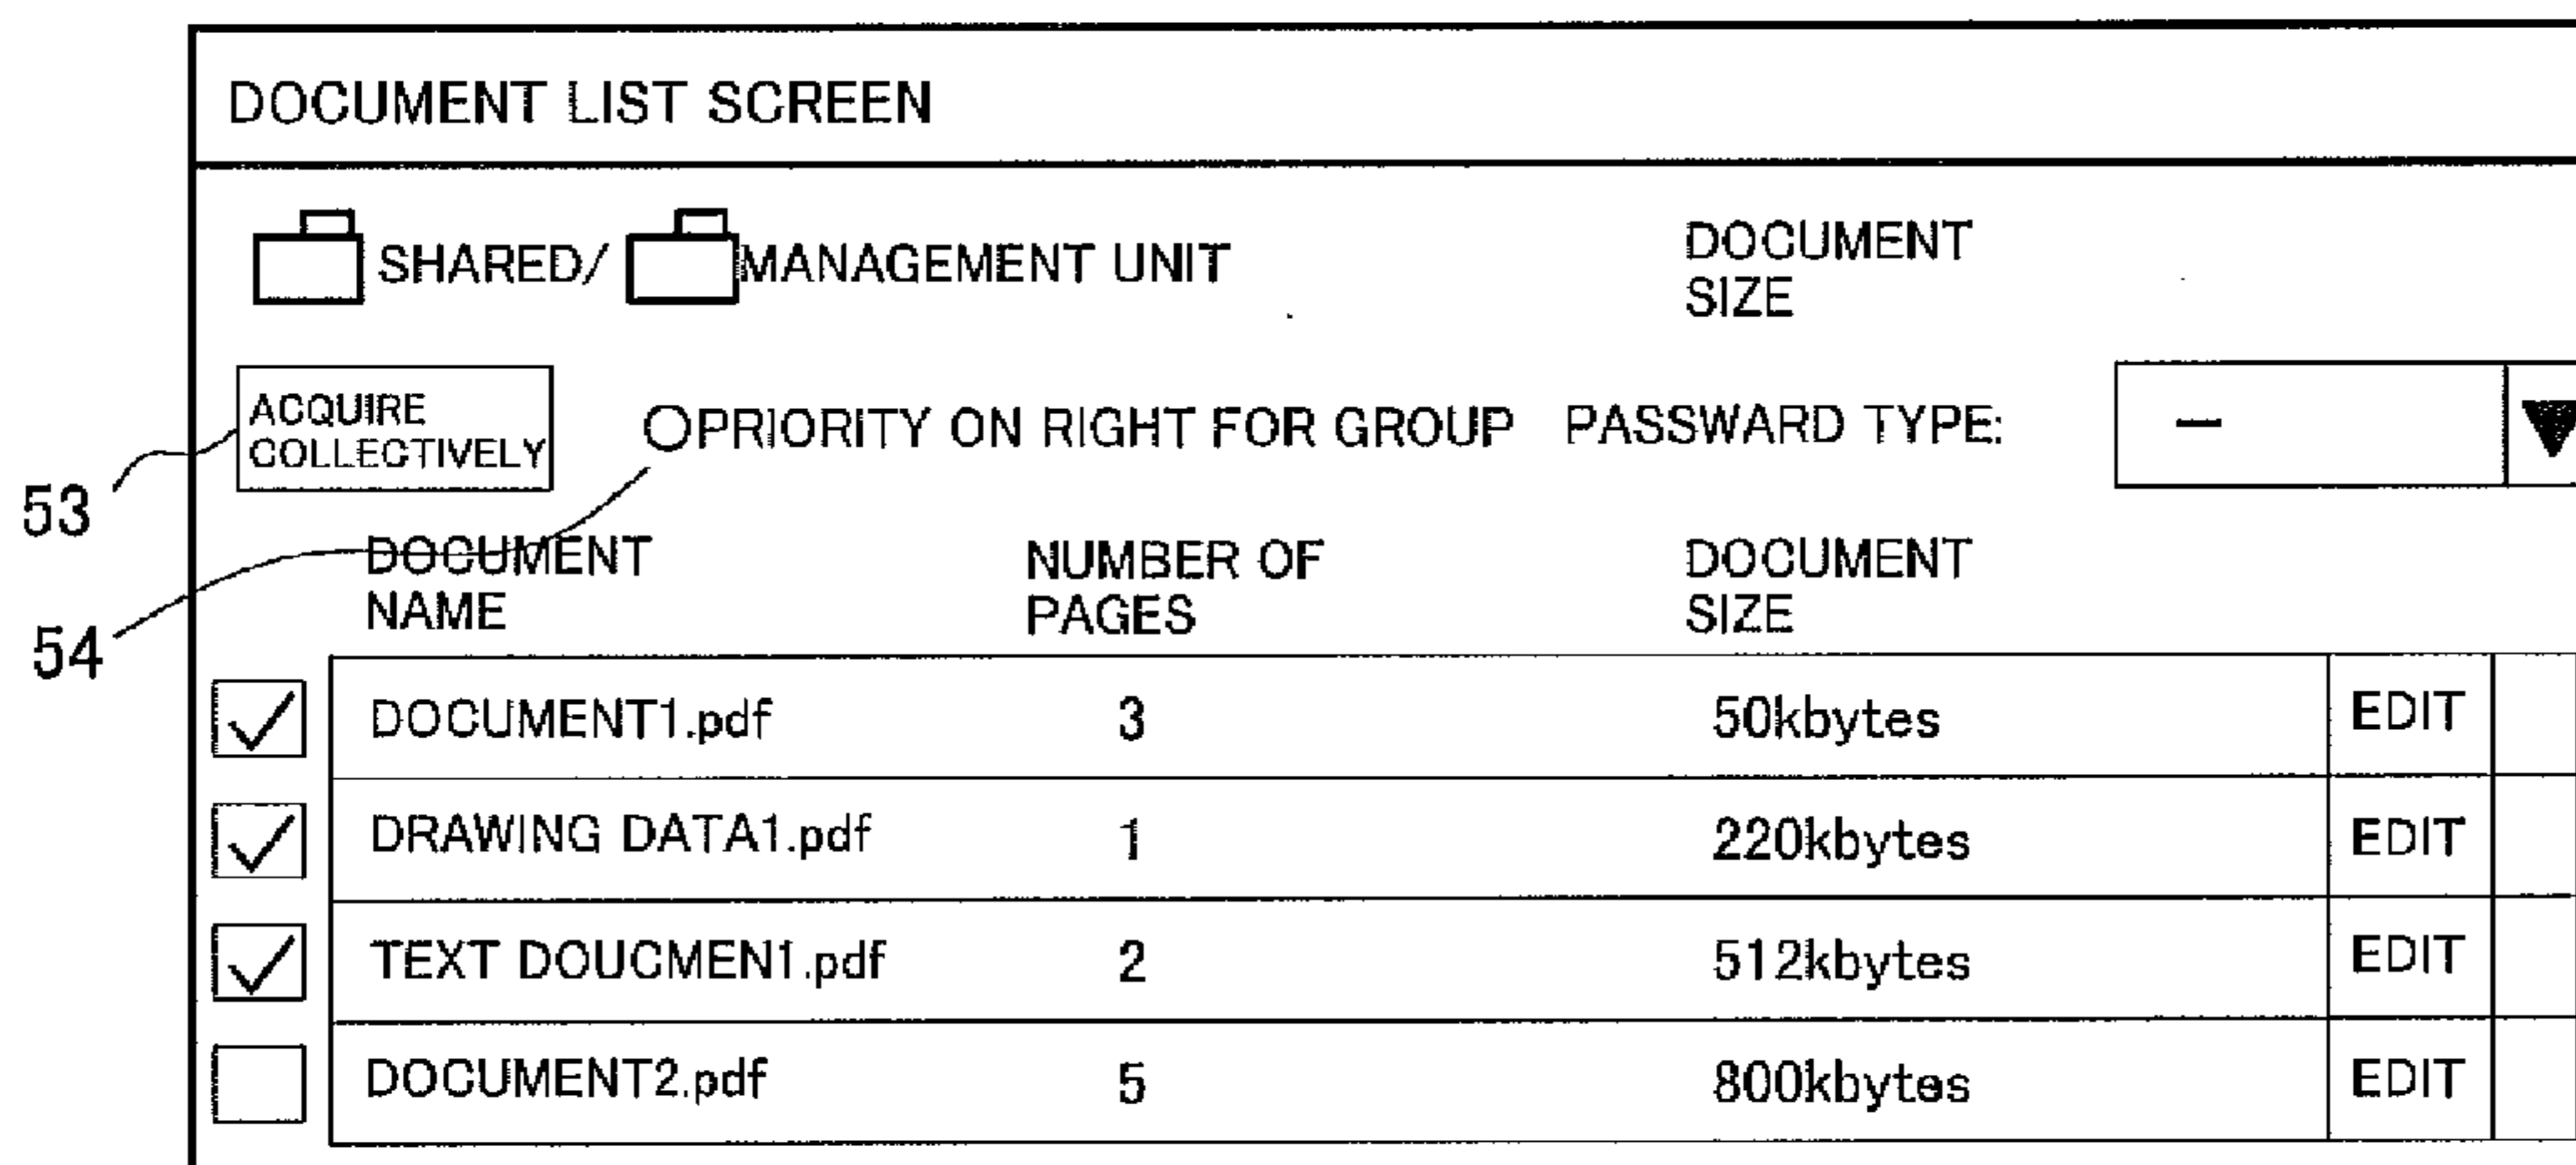 DOCUMENT LIST SCREEN
SHARED/ MANAGEMENT UNIT
DOCUMENT
SIZE
ACQUIRE
COLLECTIVELY
PRIORITY ON RIGHT FOR GROUP
PASSWARD TYPE:
–
53
DOCUMENT
NAME
NUMBER OF
PAGES
DOCUMENT
SIZE
54
DOCUMENT1.pdf 3 50kbytes EDIT
DRAWING DATA1.pdf 1 220kbytes EDIT
TEXT DOUCMEN1.pdf 2 512kbytes EDIT
DOCUMENT2.pdf 5 800kbytes EDIT